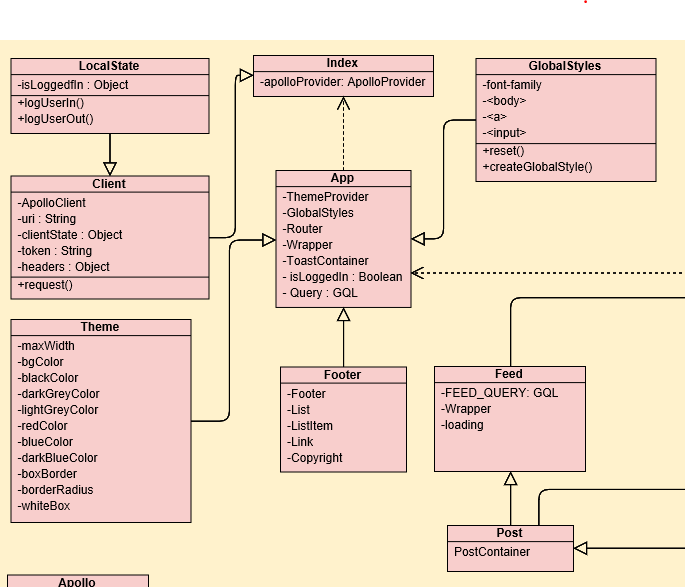 LocalState
-isLoggedfIn : Object
+logUserIn()
+logUserOut()
Index
-apolloProvider: ApolloProvider
GlobalStyles
-font-family
-<body>
-<a>
-<input>
+reset()
+createGlobalStyle()
Client
-ApolloClient
-uri : String
-clientState : Object
-token : String
-headers : Object
+request()
App
-ThemeProvider
-GlobalStyles
-Router
-Wrapper
-ToastContainer
- isLoggedIn : Boolean
- Query : GQL
Theme
-maxWidth
-bgColor
-blackColor
-darkGreyColor
-lightGreyColor
-redColor
-blueColor
-darkBlueColor
-boxBorder
-borderRadius
-whiteBox
Footer
-Footer
-List
-ListItem
-Link
-Copyright
Feed
-FEED_QUERY: GQL
-Wrapper
-loading
Post
PostContainer
Apollo